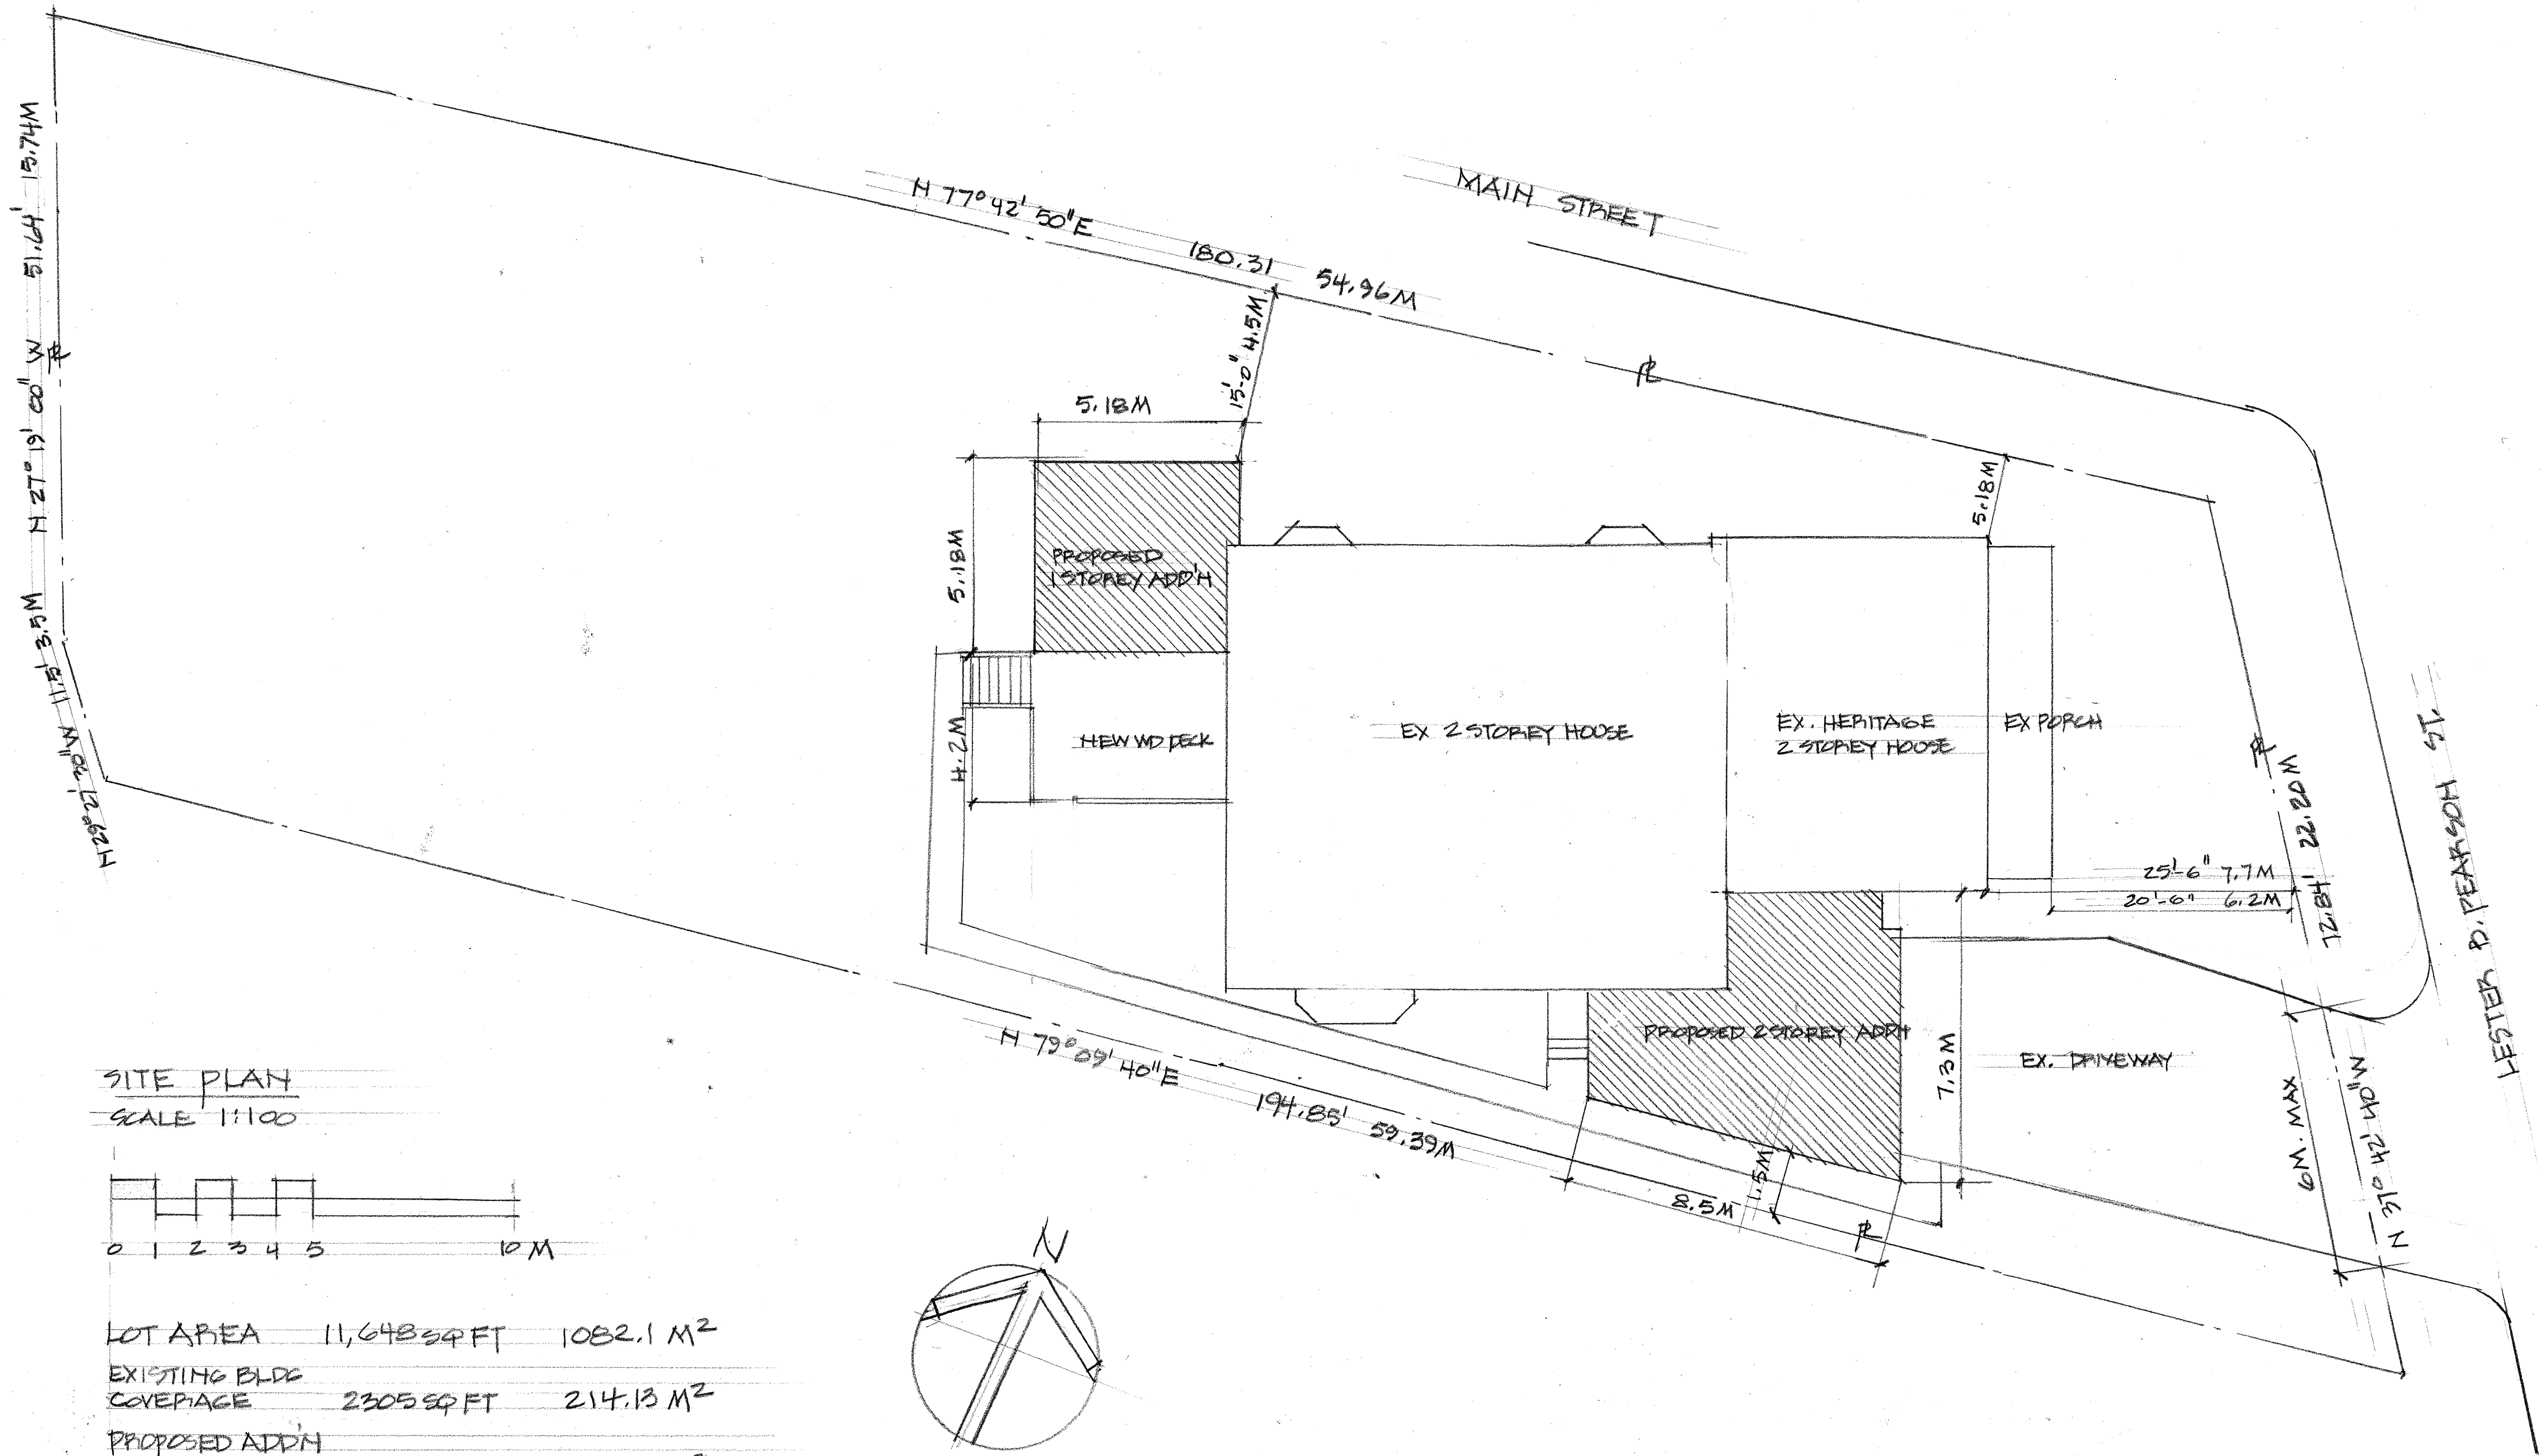 MAIN STREET
N 77° 42' 50" E
180.31 54.96M
N 27° 19' 00" W 51.64' 15.74M
N 29° 27' 30" W 11.5' 3.5M
15'-0" 4.5M
5.18M
5.18M
5.18M
PROPOSED
1 STOREY ADD'N
4.2M
NEW WD DECK
EX 2 STOREY HOUSE
EX. HERITAGE
2 STOREY HOUSE
EX PORCH
25'-6" 7.7M
20'-6" 6.2M
72.84' 22.20M
N 37° 42' 40" W
LESTER B. PEARSON ST.
PROPOSED 2 STOREY ADD'N
7.3M
EX. DRIVEWAY
6M. MAX
N 79° 09' 40" E
194.85' 59.39M
1.5M
8.5M
SITE PLAN
SCALE 1:100
0 1 2 3 4 5 10 M
N
LOT AREA 11,648 SQ FT 1082.1 M²
EXISTING BLDG
COVERAGE 2305 SQ FT 214.13 M²
PROPOSED ADD'N